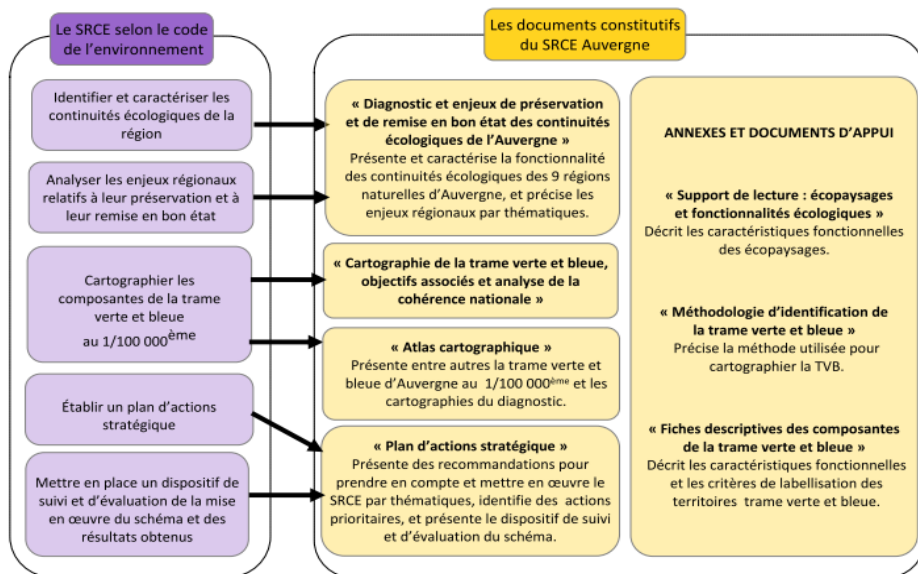 Le SRCE selon le code
de l'environnement
Identifier et caractériser les
continuités écologiques de la
région
Analyser les enjeux régionaux
relatifs à leur préservation et à
leur remise en bon état
Cartographier les
composantes de la trame
verte et bleue
au 1/100 000ème
Établir un plan d'actions
stratégique
Mettre en place un dispositif de
suivi et d'évaluation de la mise
en œuvre du schéma et des
résultats obtenus
Les documents constitutifs
du SRCE Auvergne
« Diagnostic et enjeux de préservation
et de remise en bon état des continuités
écologiques de l'Auvergne »
Présente et caractérise la fonctionnalité
des continuités écologiques des 9 régions
naturelles d'Auvergne, et précise les
enjeux régionaux par thématiques.
« Cartographie de la trame verte et bleue,
objectifs associés et analyse de la
cohérence nationale »
« Atlas cartographique »
Présente entre autres la trame verte et
bleue d'Auvergne au 1/100 000ème et les
cartographies du diagnostic.
« Plan d'actions stratégique »
Présente des recommandations pour
prendre en compte et mettre en œuvre le
SRCE par thématiques, identifie des actions
prioritaires, et présente le dispositif de suivi
et d'évaluation du schéma.
ANNEXES ET DOCUMENTS D'APPUI
« Support de lecture : écopaysages
et fonctionnalités écologiques »
Décrit les caractéristiques fonctionnelles
des écopaysages.
« Méthodologie d'identification de
la trame verte et bleue »
Précise la méthode utilisée pour
cartographier la TVB.
« Fiches descriptives des composantes
de la trame verte et bleue »
Décrit les caractéristiques fonctionnelles
et les critères de labellisation des
territoires trame verte et bleue.